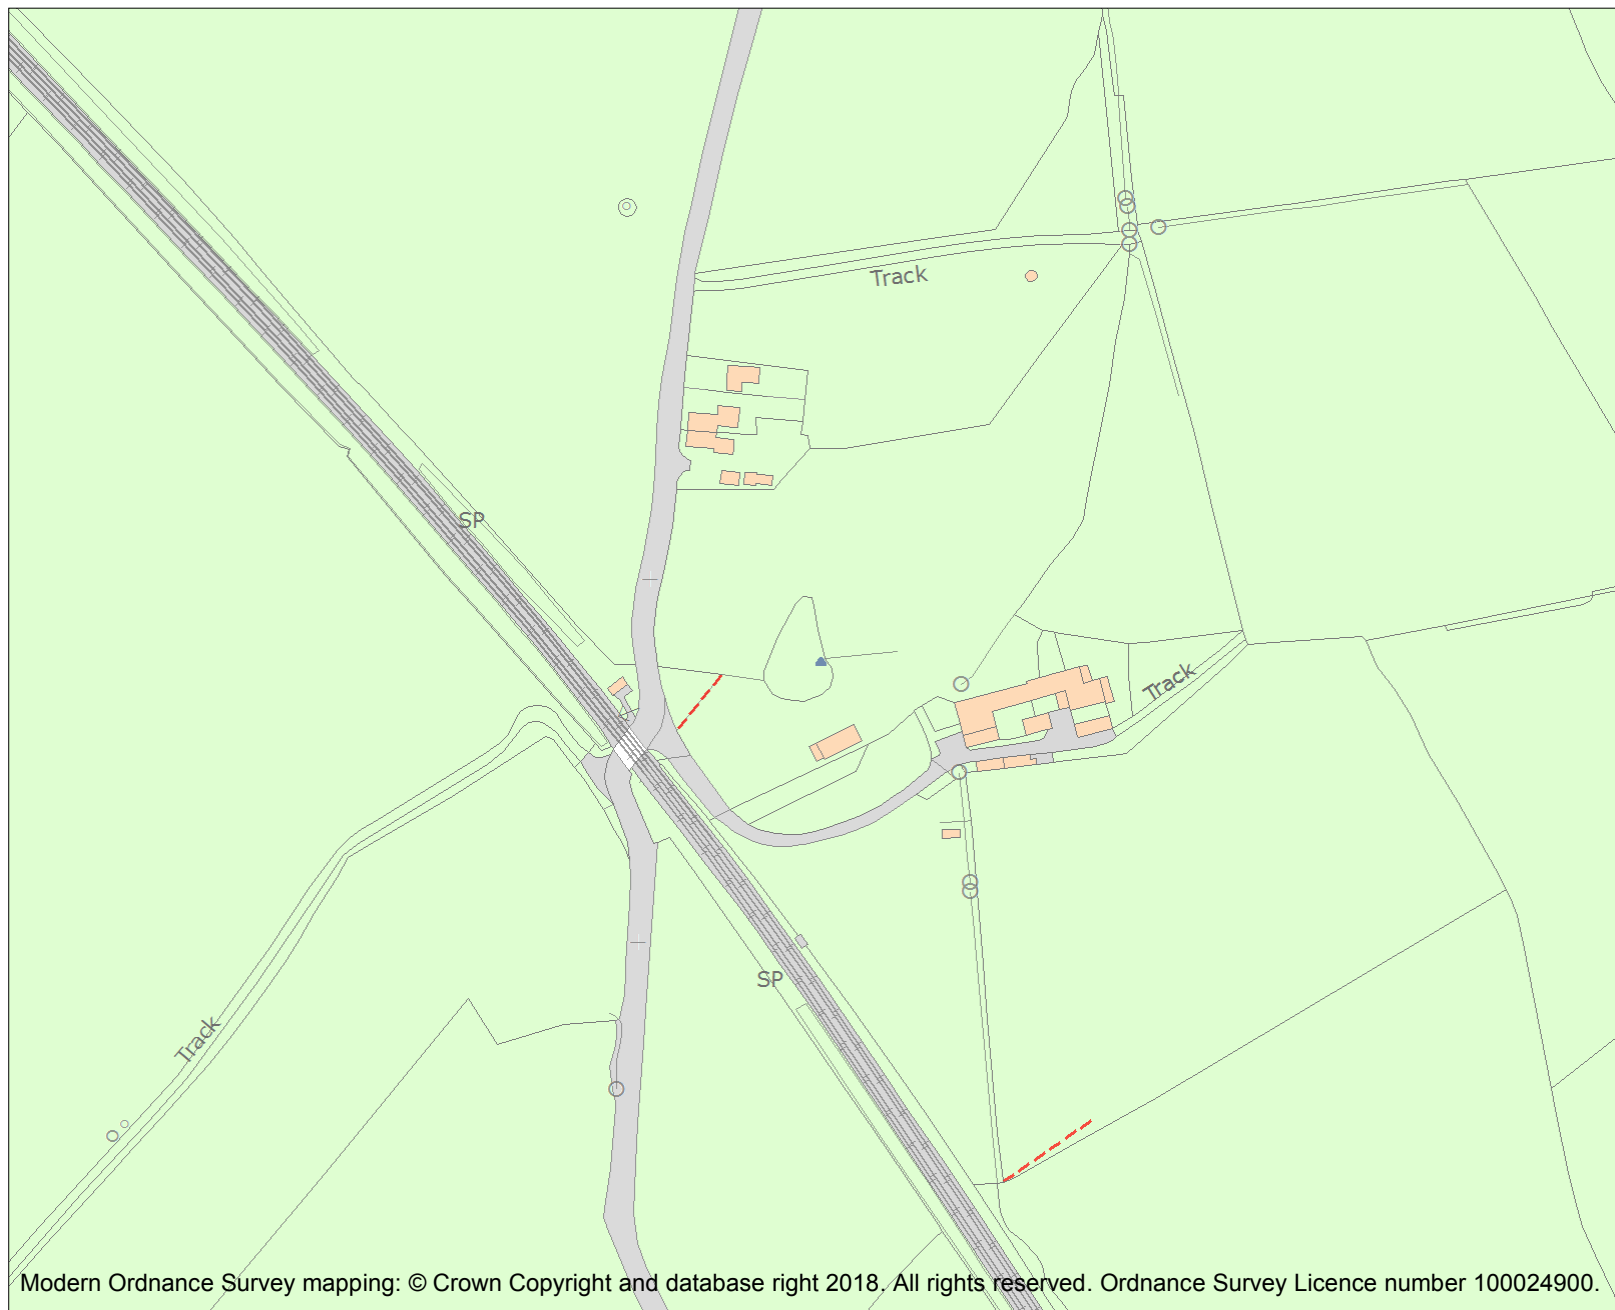 Track
SP
Track
SP
Track
Modern Ordnance Survey mapping: © Crown Copyright and database right 2018. All rights reserved. Ordnance Survey Licence number 100024900.